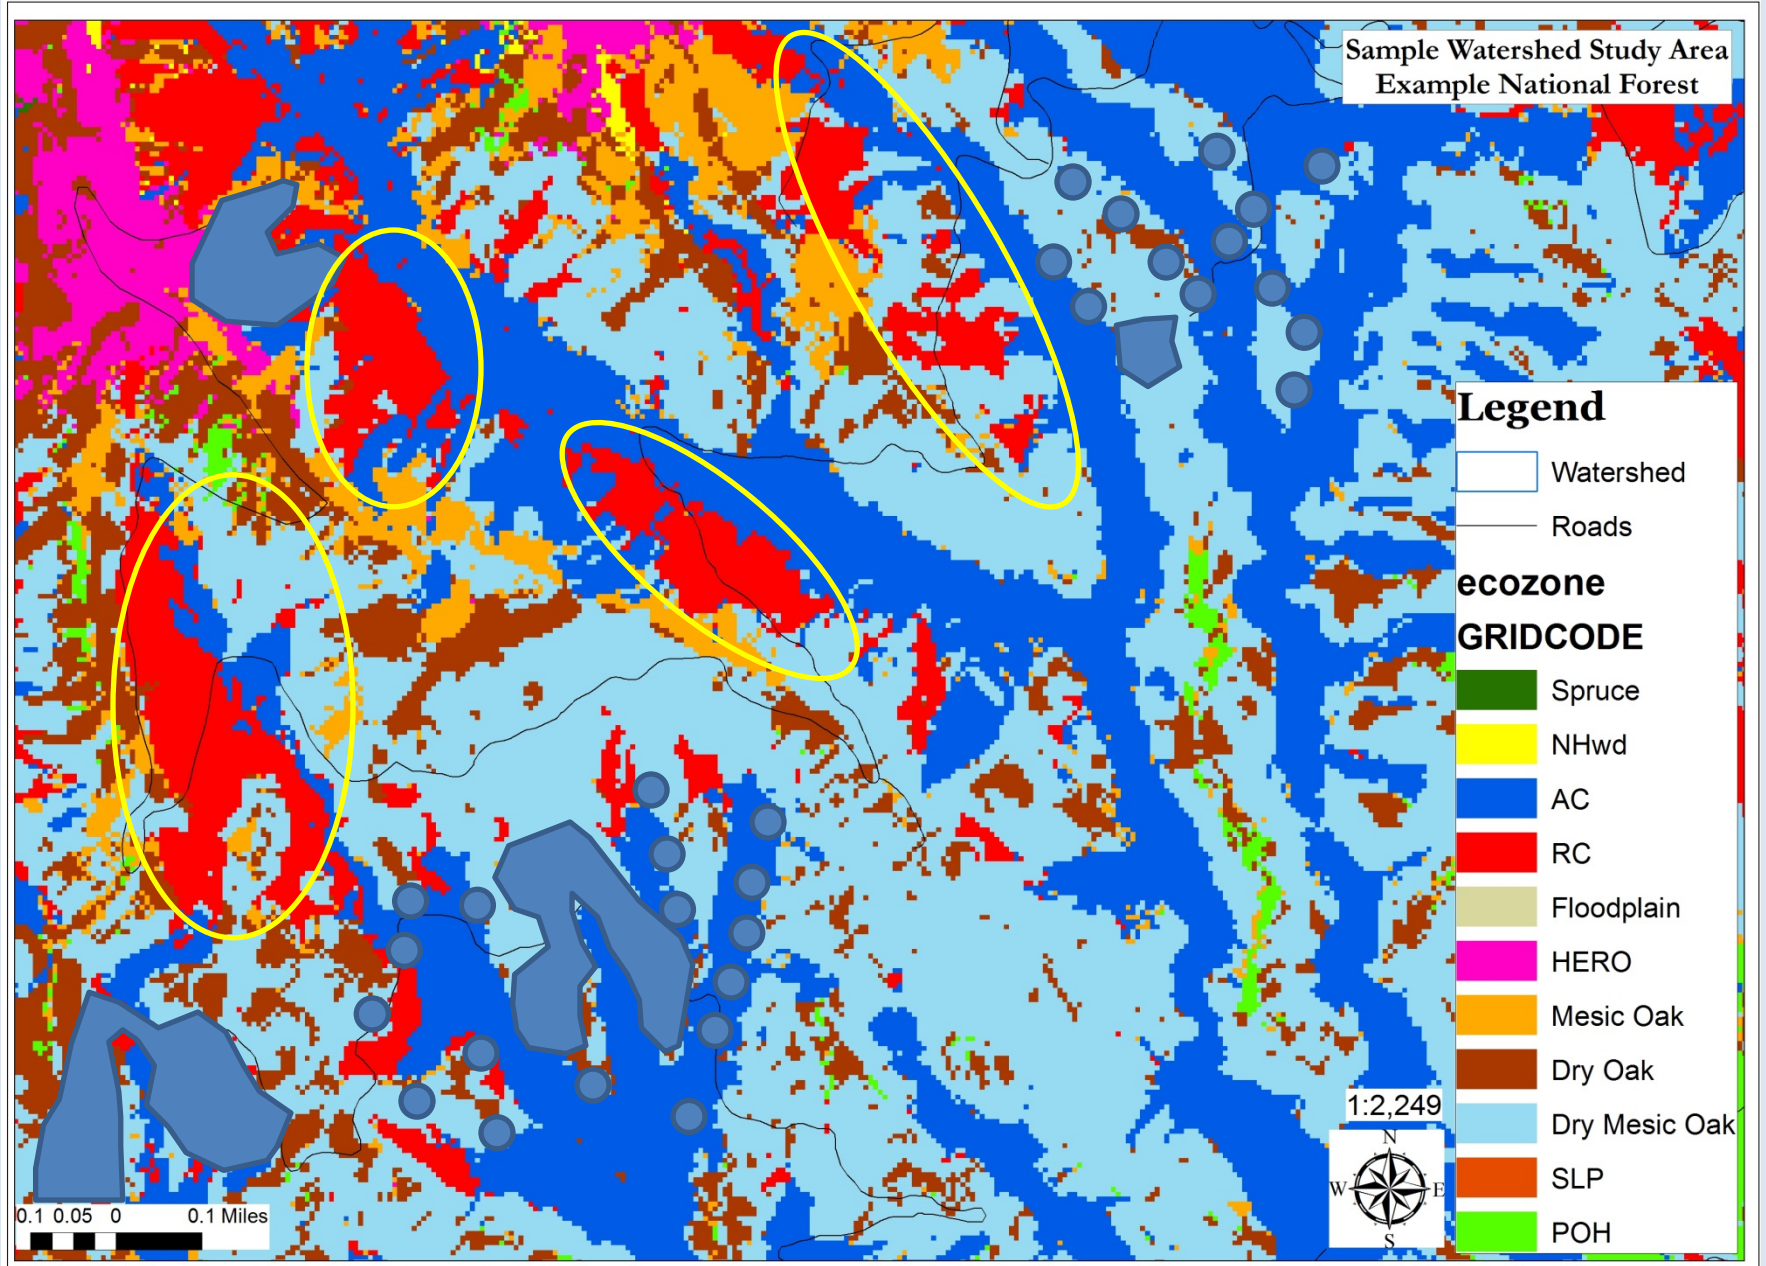 Sample Watershed Study Area
Example National Forest
Legend
Watershed
Roads
ecozone
GRIDCODE
Spruce
NHwd
AC
RC
Floodplain
HERO
Mesic Oak
Dry Oak
Dry Mesic Oak
SLP
POH
1:2,249
N
W E
S
0.1 0.05 0 0.1 Miles